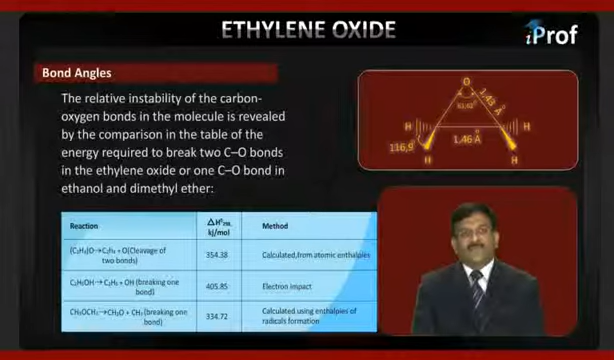 ETHYLENE OXIDE
iProf
Bond Angles
The relative instability of the carbon-
oxygen bonds in the molecule is revealed
by the comparison in the table of the
energy required to break two C–O bonds
in the ethylene oxide or one C–O bond in
ethanol and dimethyl ether:
O
1,43 Å
61,62°
H
H
1,46 Å
116,9°
H
H
Reaction
ΔH°298,
kj/mol
Method
(C₂H₄)O→C₂H₄ + O(Cleavage of
two bonds)
354.38
Calculated,from atomic enthalpies
C₂H₅OH→C₂H₅ + OH (breaking one
bond)
405.85
Electron impact
CH₃OCH₃→CH₃O + CH₃ (breaking one
bond)
334.72
Calculated using enthalpies of
radicals formation